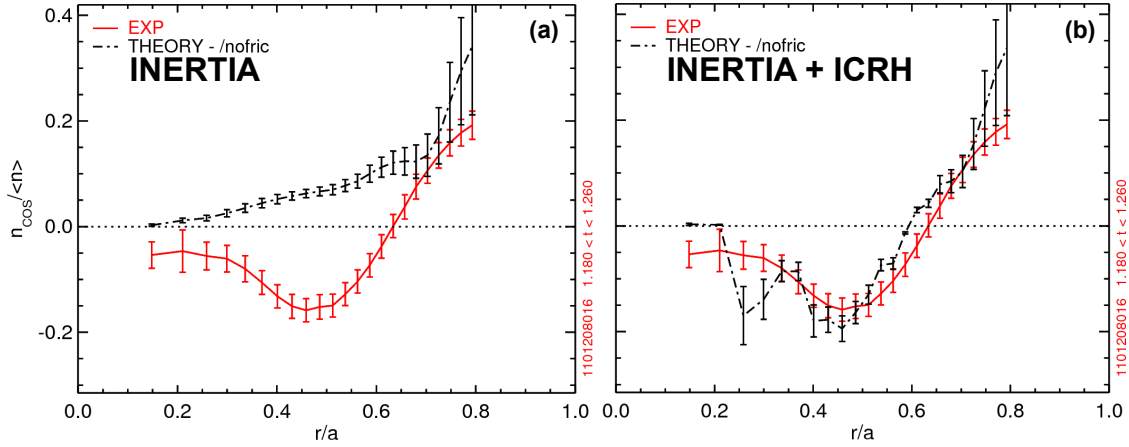 EXP
THEORY - /nofric
INERTIA
(a)
0.4
0.2
0.0
-0.2
n_cos/<n>
0.0 0.2 0.4 0.6 0.8 1.0
r/a
1101208016 1.180 < t < 1.260
EXP
THEORY - /nofric
INERTIA + ICRH
(b)
0.0 0.2 0.4 0.6 0.8 1.0
r/a
1101208016 1.180 < t < 1.260